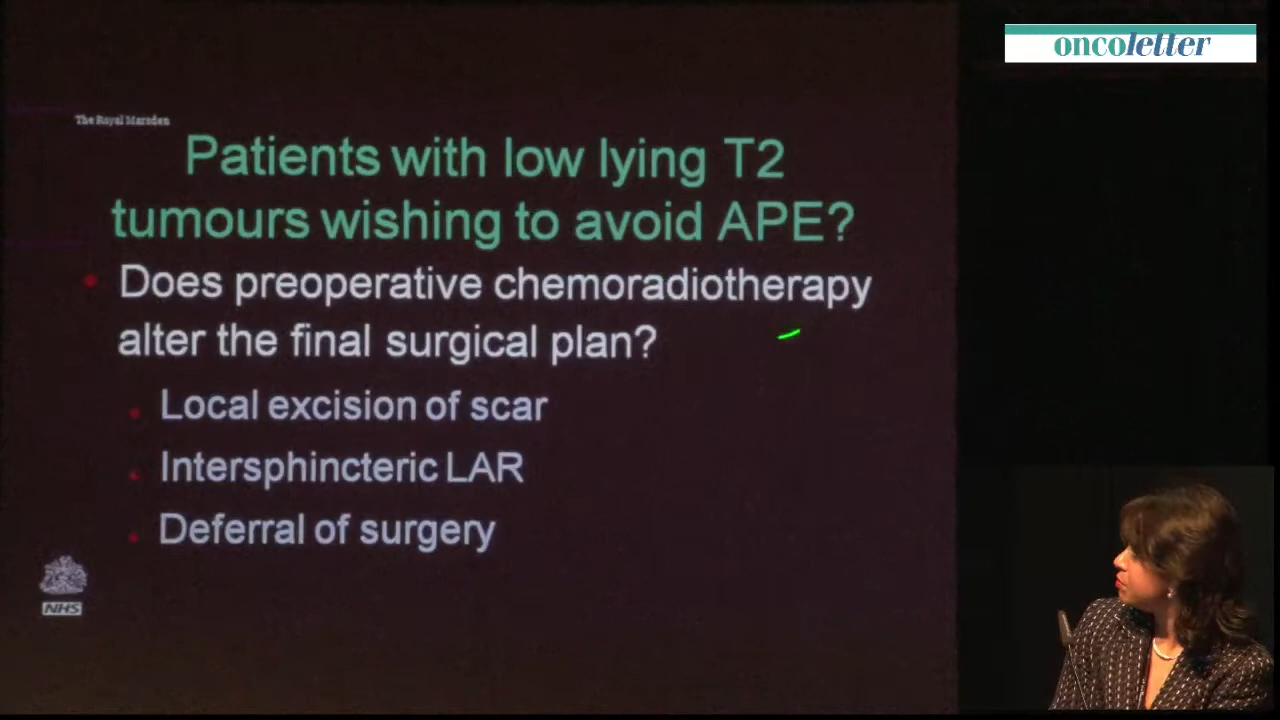 oncoletter
The Royal Marsden
Patients with low lying T2
tumours wishing to avoid APE?
Does preoperative chemoradiotherapy
alter the final surgical plan?
Local excision of scar
Intersphincteric LAR
Deferral of surgery
NHS